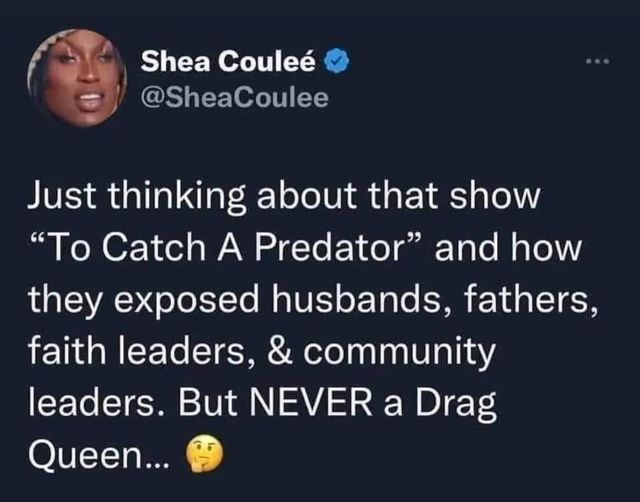 Shea Couleé
@SheaCoulee
Just thinking about that show
“To Catch A Predator” and how
they exposed husbands, fathers,
faith leaders, & community
leaders. But NEVER a Drag
Queen... 🤔